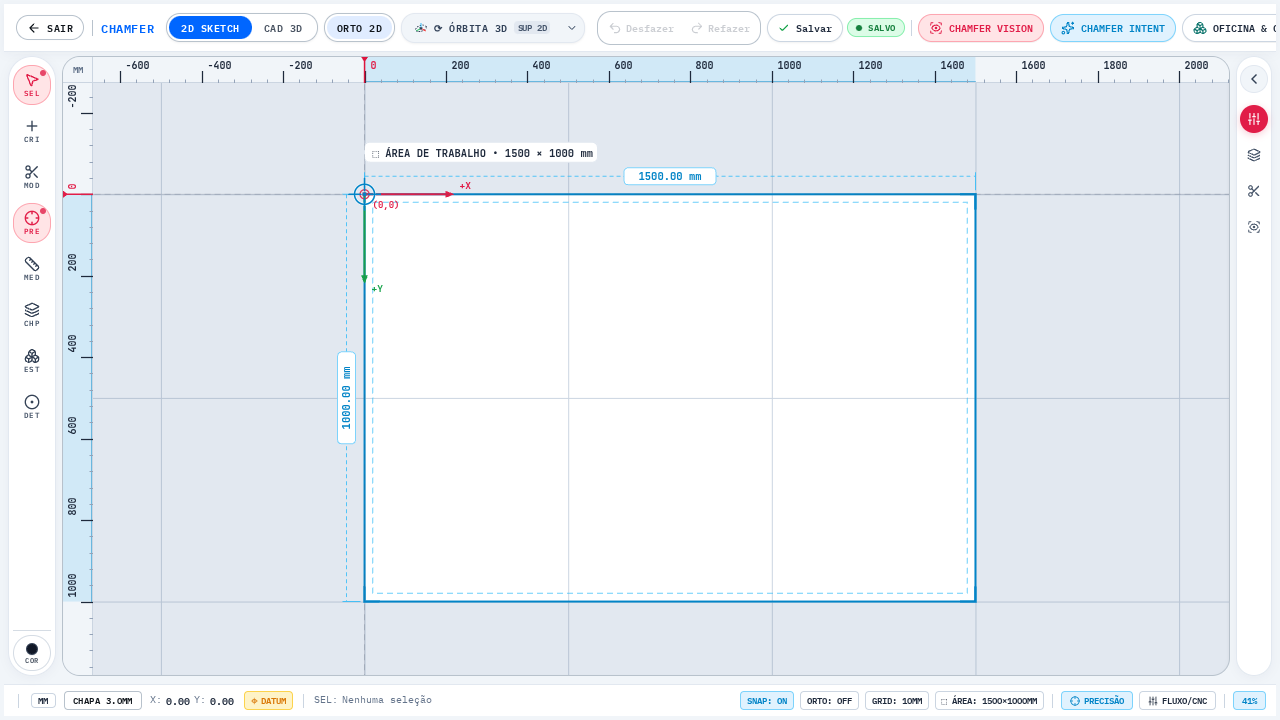 SAIR
CHAMFER
2D SKETCH
CAD 3D
ORTO 2D
⟳ ÓRBITA 3D SUP 2D
Desfazer
Refazer
Salvar
SALVO
CHAMFER VISION
CHAMFER INTENT
OFICINA &
MM
-600 -400 -200 0 200 400 600 800 1000 1200 1400 1600 1800 2000
-200
0
200
400
600
800
1000
SEL
CRI
MOD
PRE
MED
CHP
EST
DET
COR
ÁREA DE TRABALHO • 1500 × 1000 mm
1500.00 mm
+X
(0,0)
+Y
1000.00 mm
MM
CHAPA 3.0MM
X: 0.00 Y: 0.00
DATUM
SEL: Nenhuma seleção
SNAP: ON
ORTO: OFF
GRID: 10MM
ÁREA: 1500×1000MM
PRECISÃO
FLUXO/CNC
41%